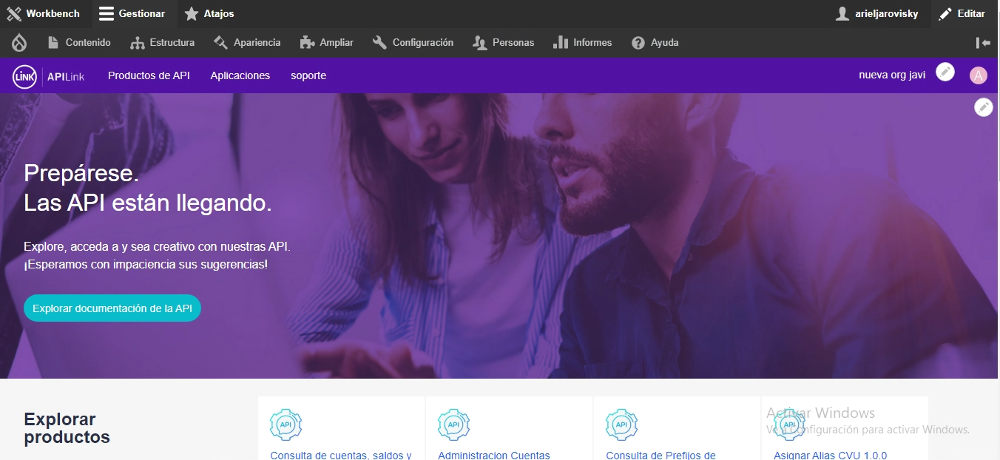 Workbench Gestionar Atajos arieljarovisky Editar
Contenido Estructura Apariencia Ampliar Configuración Personas Informes Ayuda
LINK APILink Productos de API Aplicaciones soporte nueva org javi A
Prepárese.
Las API están llegando.
Explore, acceda a y sea creativo con nuestras API.
¡Esperamos con impaciencia sus sugerencias!
Explorar documentación de la API
Explorar
productos
API API API API
Consulta de cuentas, saldos y Administracion Cuentas Consulta de Prefijos de Asignar Alias CVU 1.0.0
Activar Windows
Ve a Configuración para activar Windows.